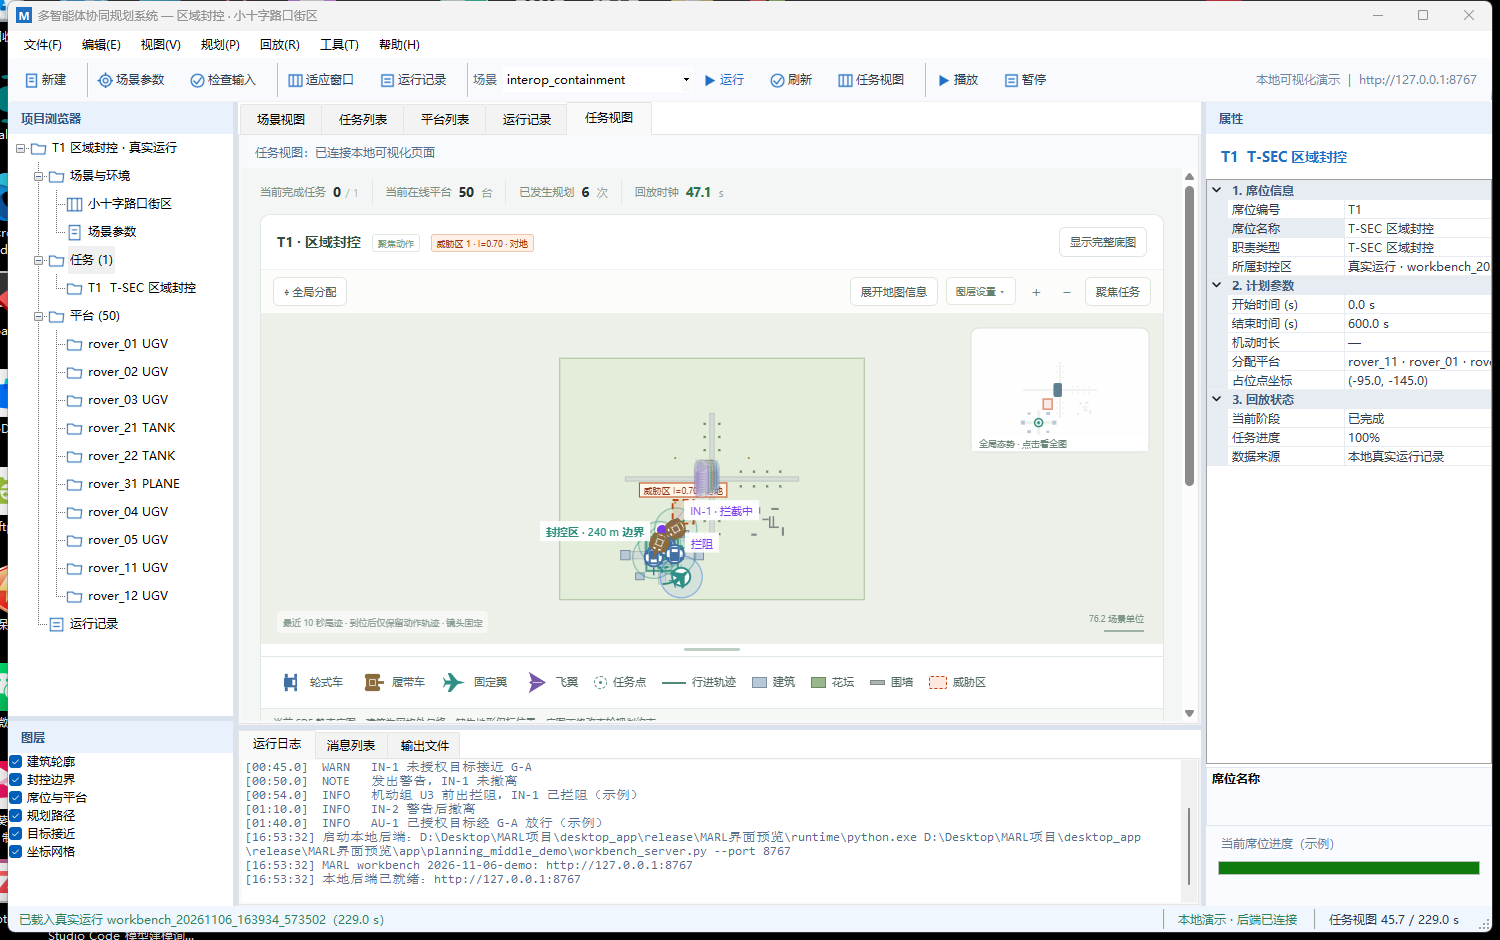 多智能体协同规划系统 — 区域封控 · 小十字路口街区
文件(F) 编辑(E) 视图(V) 规划(P) 回放(R) 工具(T) 帮助(H)
新建 场景参数 检查输入 适应窗口 运行记录 场景 interop_containment 运行 刷新 任务视图 播放 暂停 本地可视化演示 | http://127.0.0.1:8767
项目浏览器
T1 区域封控 · 真实运行
场景与环境
小十字路口街区
场景参数
任务 (1)
T1 T-SEC 区域封控
平台 (50)
rover_01 UGV
rover_02 UGV
rover_03 UGV
rover_21 TANK
rover_22 TANK
rover_31 PLANE
rover_04 UGV
rover_05 UGV
rover_11 UGV
rover_12 UGV
运行记录
图层
建筑轮廓
封控边界
席位与平台
规划路径
目标接近
坐标网格
场景视图 任务列表 平台列表 运行记录 任务视图
任务视图：已连接本地可视化页面
当前完成任务 0 / 1 当前在线平台 50 台 已发生规划 6 次 回放时钟 47.1 s
T1 · 区域封控 聚焦动作 威胁区 1 · I=0.70 · 对地 显示完整底图
全局分配 展开地图信息 图层设置 + − 聚焦任务
全局态势 · 点击看全图
威胁区 I=0.70
IN-1 · 拦截中
封控区 · 240 m 边界
拦阻
最近 10 秒尾迹 · 到位后仅保留动作轨迹 · 镜头固定
76.2 场景单位
轮式车 履带车 固定翼 飞翼 任务点 行进轨迹 建筑 花坛 围墙 威胁区
运行日志 消息列表 输出文件
[00:45.0] WARN IN-1 未授权目标接近 G-A
[00:50.0] NOTE 发出警告，IN-1 未撤离
[00:54.0] INFO 机动组 U3 前出拦阻，IN-1 已拦阻（示例）
[01:10.0] INFO IN-2 警告后撤离
[01:40.0] INFO AU-1 已授权目标经 G-A 放行（示例）
[16:53:32] 启动本地后端：D:\Desktop\MARL项目\desktop_app\release\MARL界面预览\runtime\python.exe D:\Desktop\MARL项目\desktop_app
\release\MARL界面预览\app\planning_middle_demo\workbench_server.py --port 8767
[16:53:32] MARL workbench 2026-11-06-demo: http://127.0.0.1:8767
[16:53:32] 本地后端已就绪：http://127.0.0.1:8767
属性
T1 T-SEC 区域封控
1. 席位信息
席位编号 T1
席位名称 T-SEC 区域封控
职责类型 T-SEC 区域封控
所属封控区 真实运行 · workbench_20
2. 计划参数
开始时间 (s) 0.0 s
结束时间 (s) 600.0 s
机动时长 —
分配平台 rover_11 · rover_01 · rov
占位点坐标 (-95.0, -145.0)
3. 回放状态
当前阶段 已完成
任务进度 100%
数据来源 本地真实运行记录
席位名称
当前席位进度（示例）
已载入真实运行 workbench_20261106_163934_573502（229.0 s） 本地演示 · 后端已连接 任务视图 45.7 / 229.0 s